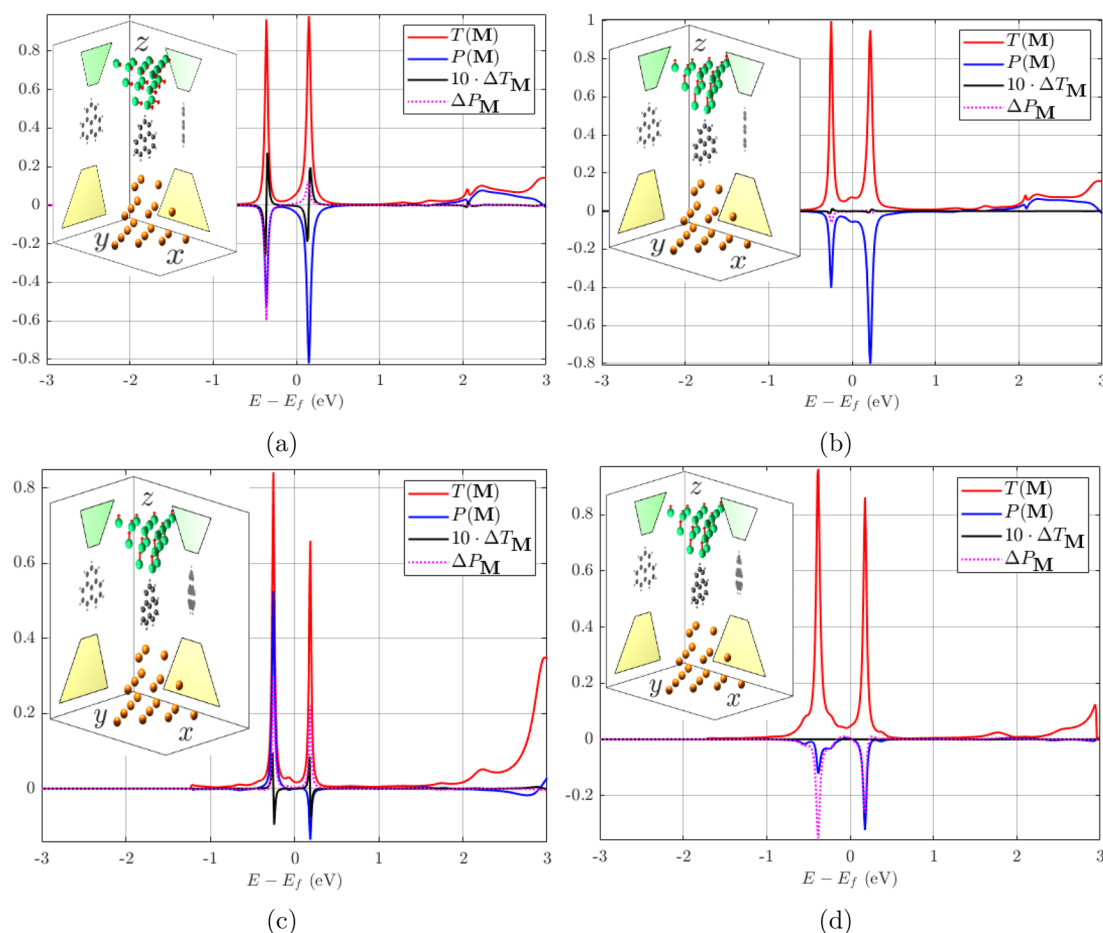 0.8
0.6
0.4
0.2
0
-0.2
-0.4
-0.6
-0.8
-3 -2 -1 0 1 2 3
E − E_f (eV)
z
y
x
T(M)
P(M)
10 · ΔT_M
ΔP_M
(a)
1
0.8
0.6
0.4
0.2
0
-0.2
-0.4
-0.6
-0.8
-3 -2 -1 0 1 2 3
E − E_f (eV)
z
y
x
T(M)
P(M)
10 · ΔT_M
ΔP_M
(b)
0.8
0.6
0.4
0.2
0
-3 -2 -1 0 1 2 3
E − E_f (eV)
z
y
x
T(M)
P(M)
10 · ΔT_M
ΔP_M
(c)
0.8
0.6
0.4
0.2
0
-0.2
-3 -2 -1 0 1 2 3
E − E_f (eV)
z
y
x
T(M)
P(M)
10 · ΔT_M
ΔP_M
(d)